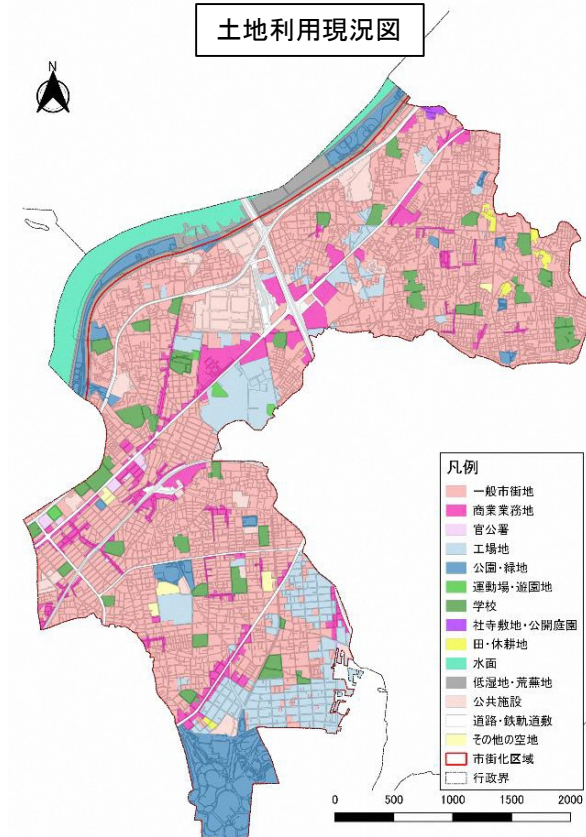 土地利用現況図
N
凡例
一般市街地
商業業務地
官公署
工場地
公園・緑地
運動場・遊園地
学校
社寺敷地・公開庭園
田・休耕地
水面
低湿地・荒蕪地
公共施設
道路・鉄軌道敷
その他の空地
市街化区域
行政界
0 500 1000 1500 2000